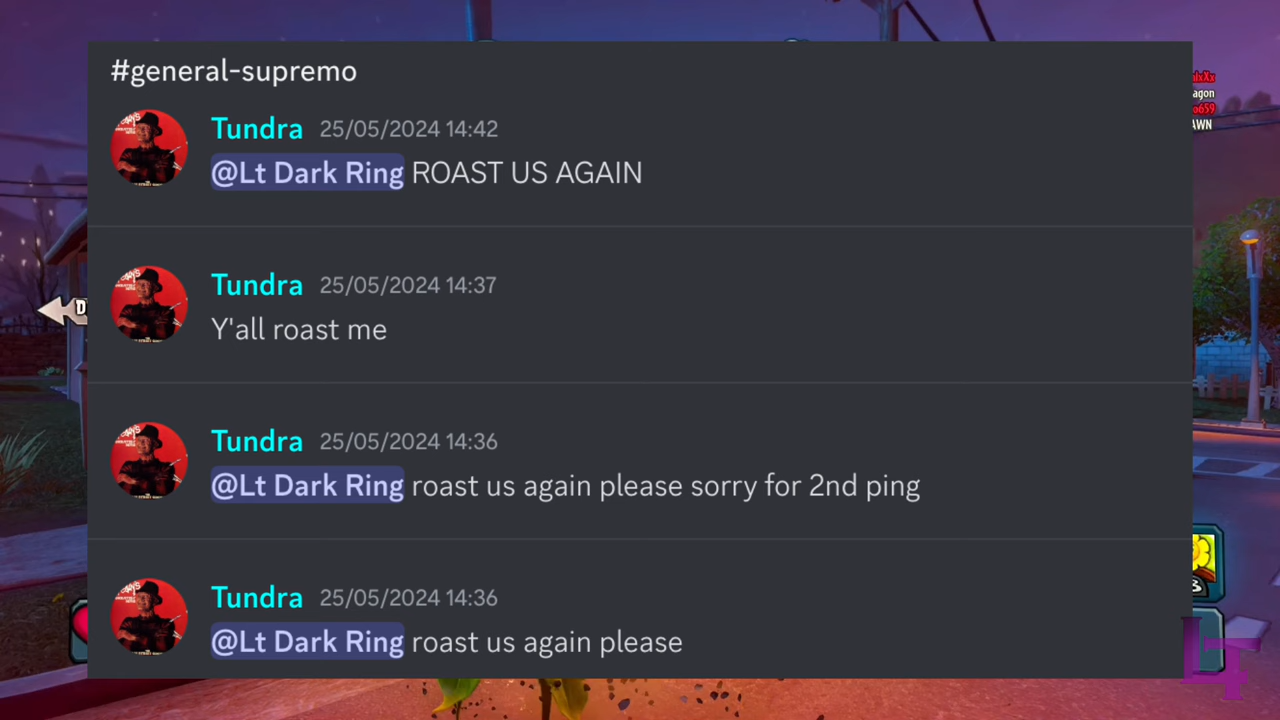 #general-supremo
Tundra 25/05/2024 14:42
@Lt Dark Ring ROAST US AGAIN
Tundra 25/05/2024 14:37
Y'all roast me
Tundra 25/05/2024 14:36
@Lt Dark Ring roast us again please sorry for 2nd ping
Tundra 25/05/2024 14:36
@Lt Dark Ring roast us again please
LT